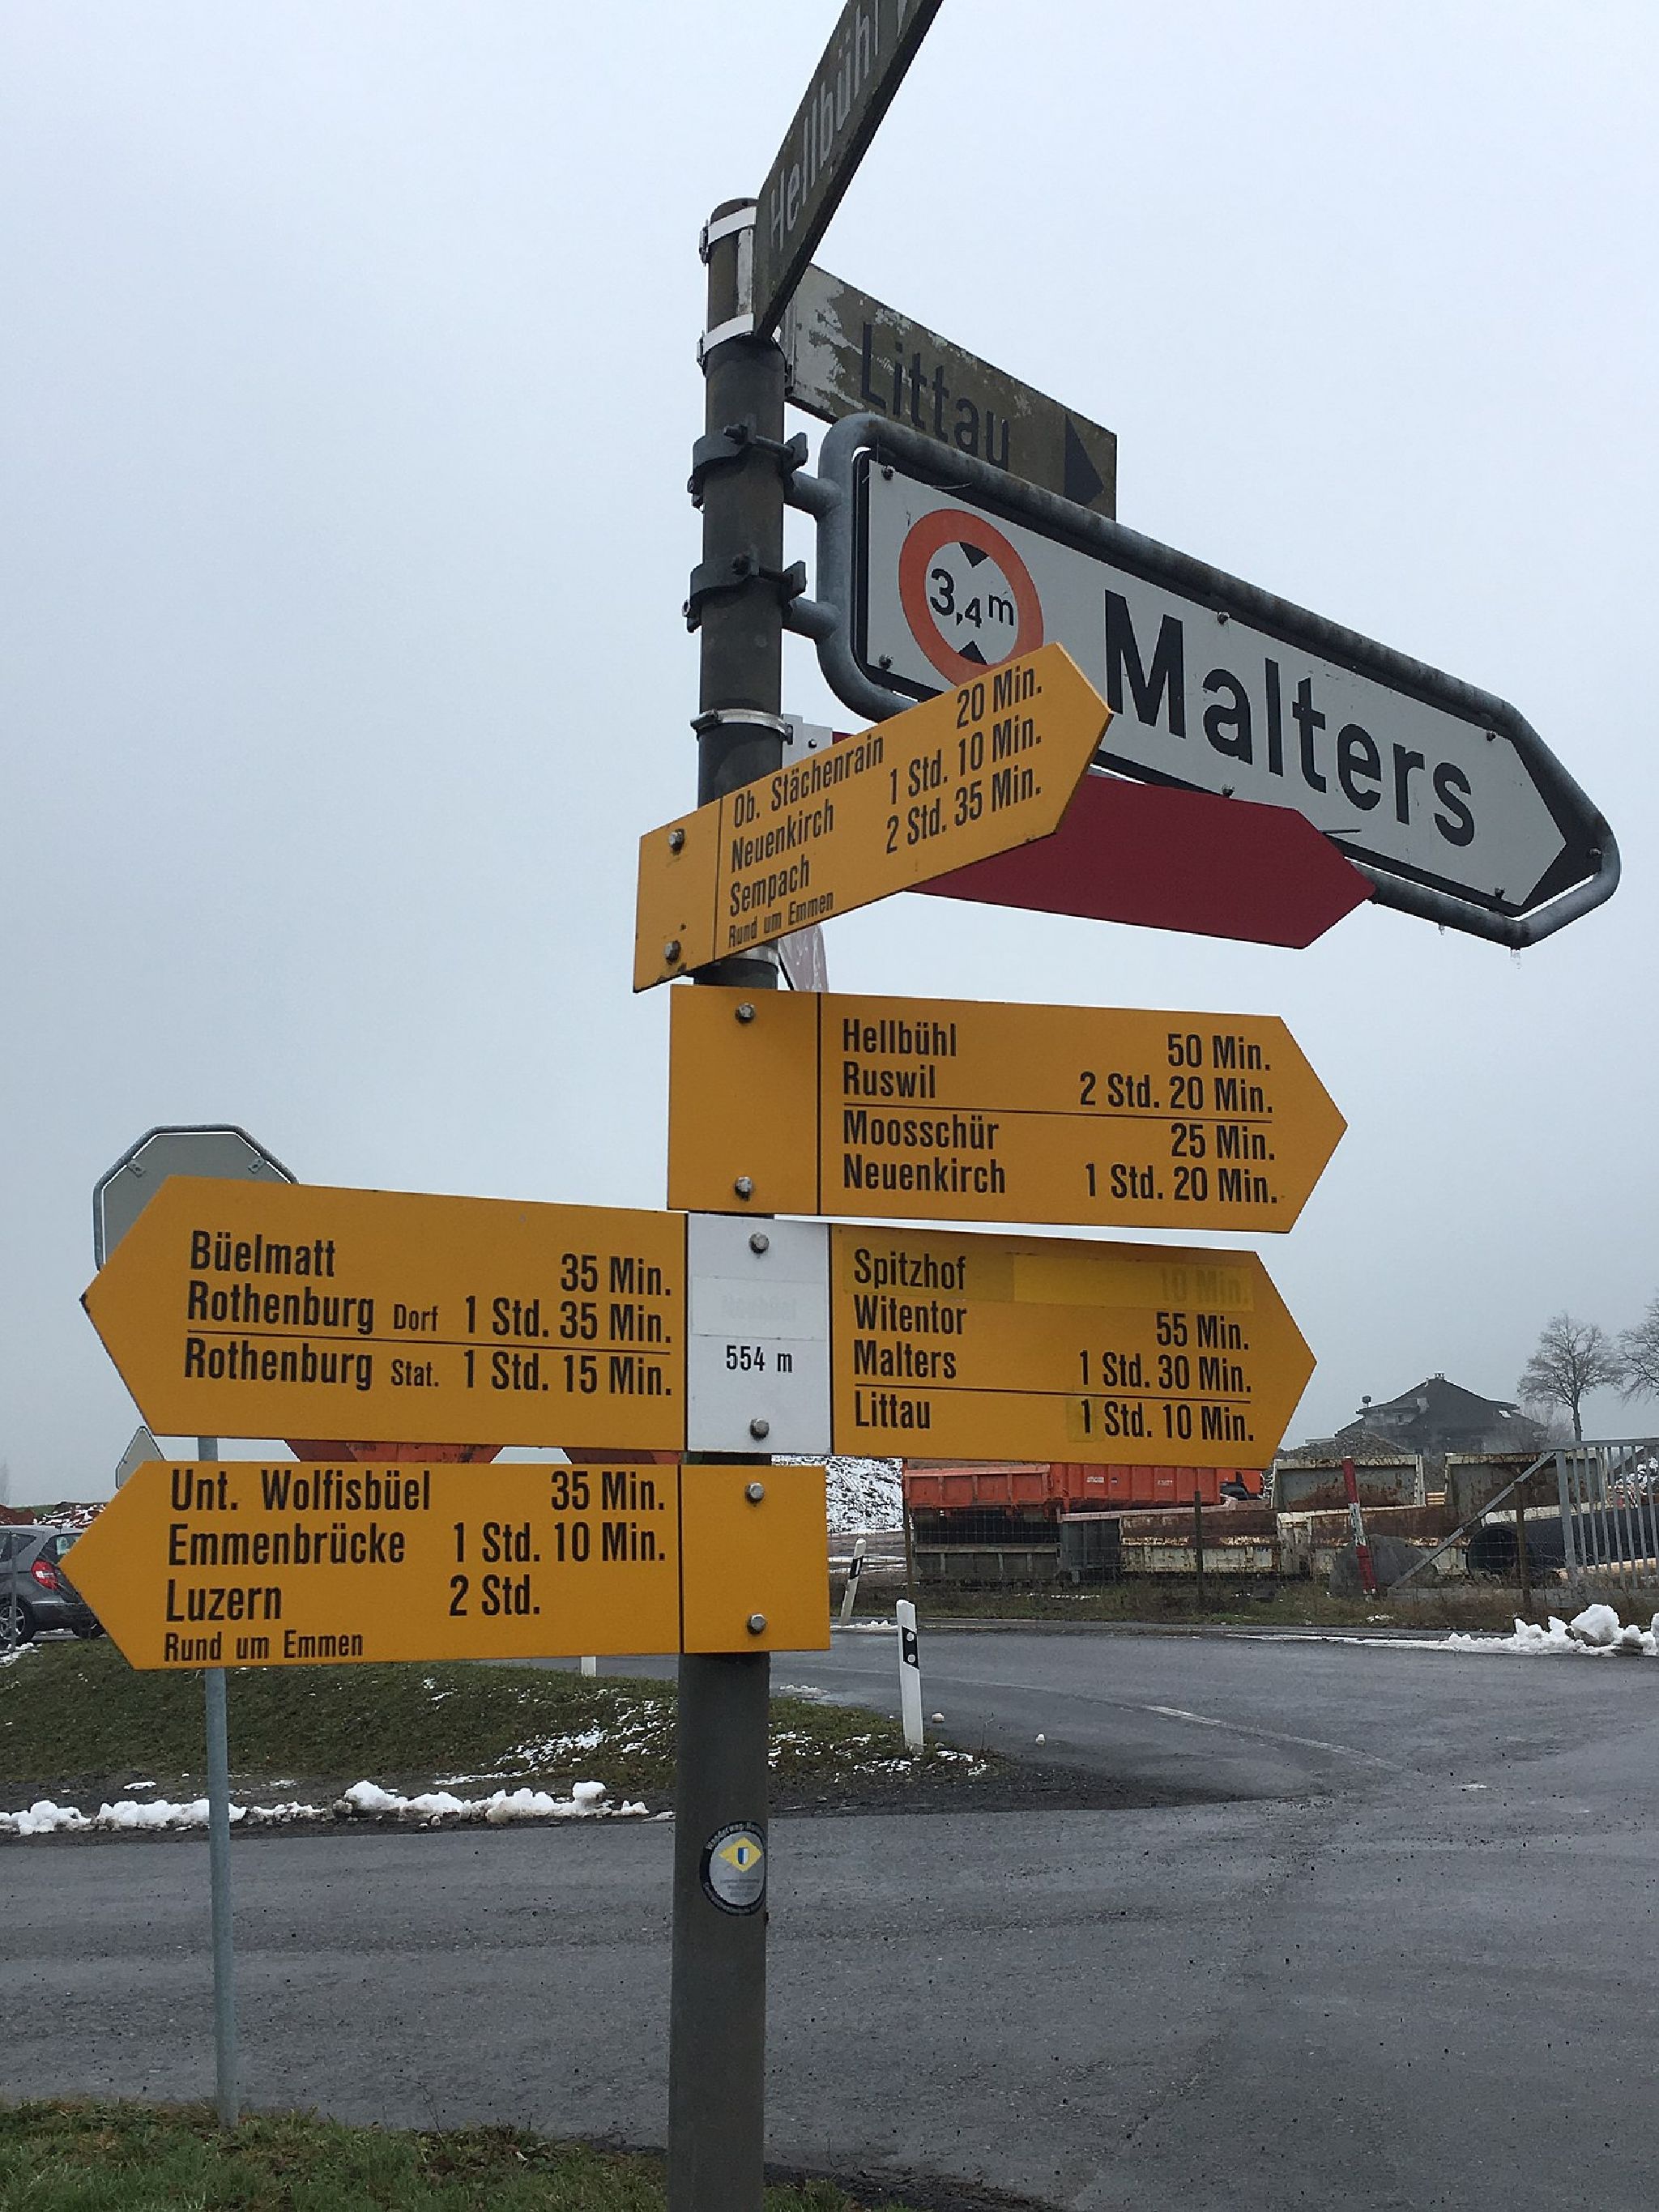 Hellbühl
Littau
3,4 m
Malters
Ob. Stächenrain 20 Min.
Neuenkirch 1 Std. 10 Min.
Sempach 2 Std. 35 Min.
Rund um Emmen
Hellbühl 50 Min.
Ruswil 2 Std. 20 Min.
Moosschür 25 Min.
Neuenkirch 1 Std. 20 Min.
Büelmatt 35 Min.
Rothenburg Dorf 1 Std. 35 Min.
Rothenburg Stat. 1 Std. 15 Min.
554 m
Spitzhof 10 Min.
Witentor 55 Min.
Malters 1 Std. 30 Min.
Littau 1 Std. 10 Min.
Unt. Wolfisbüel 35 Min.
Emmenbrücke 1 Std. 10 Min.
Luzern 2 Std.
Rund um Emmen